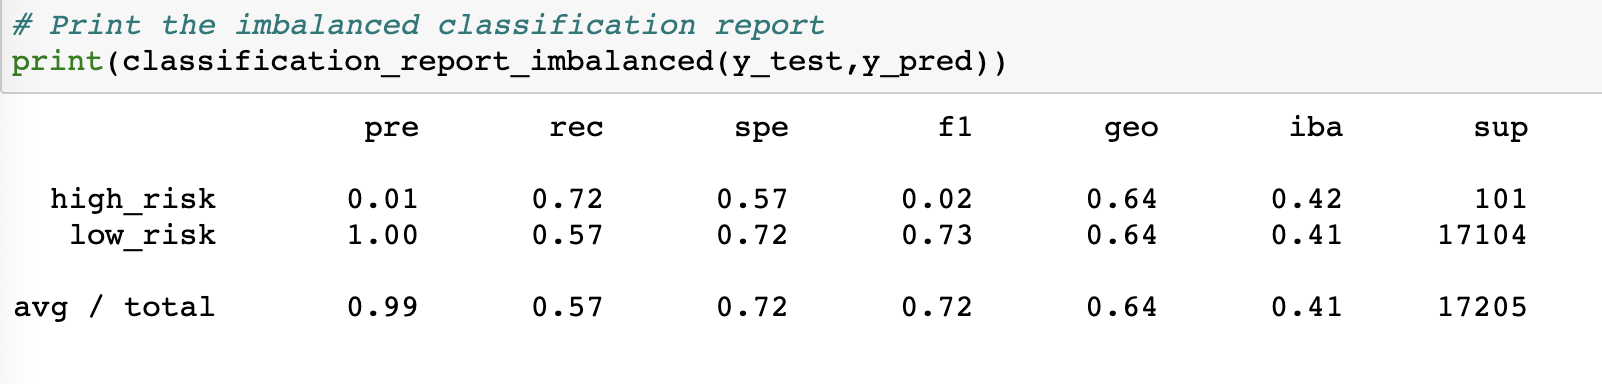 # Print the imbalanced classification report
print(classification_report_imbalanced(y_test,y_pred))
pre rec spe f1 geo iba sup
high_risk 0.01 0.72 0.57 0.02 0.64 0.42 101
low_risk 1.00 0.57 0.72 0.73 0.64 0.41 17104
avg / total 0.99 0.57 0.72 0.72 0.64 0.41 17205